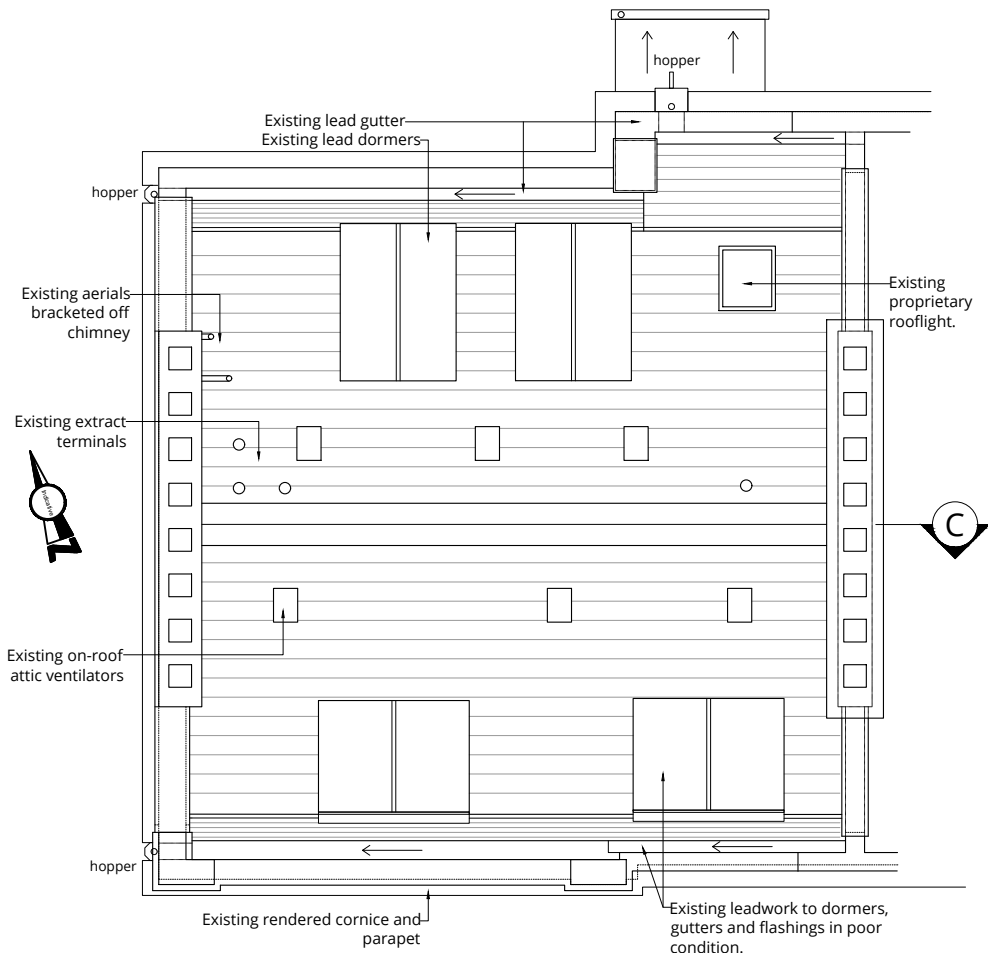 hopper
Existing lead gutter
Existing lead dormers
hopper
Existing aerials
bracketed off
chimney
Existing
proprietary
rooflight.
Existing extract
terminals
Indicative
N
C
Existing on-roof
attic ventilators
hopper
Existing rendered cornice and
parapet
Existing leadwork to dormers,
gutters and flashings in poor
condition.